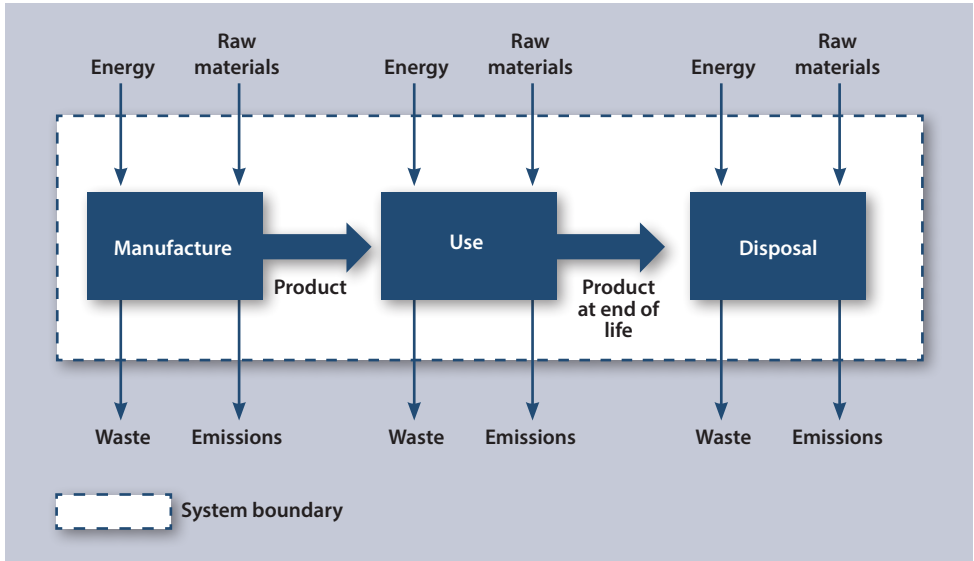 Energy
Raw
materials
Energy
Raw
materials
Energy
Raw
materials
Manufacture
Product
Use
Product
at end of
life
Disposal
Waste
Emissions
Waste
Emissions
Waste
Emissions
System boundary